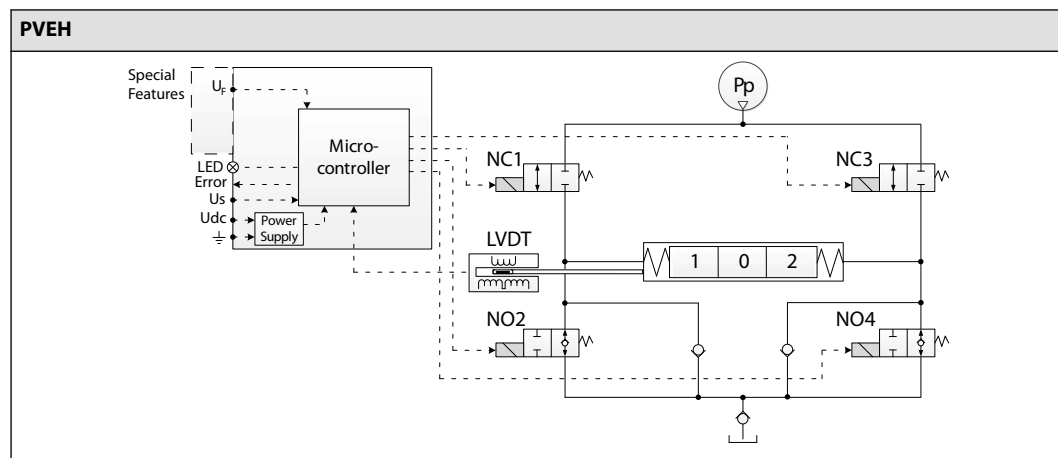 PVEH
Special
Features
UF
LED
Error
Us
Udc
Power
Supply
Micro-
controller
Pp
NC1
NC3
LVDT
1 0 2
NO2
NO4